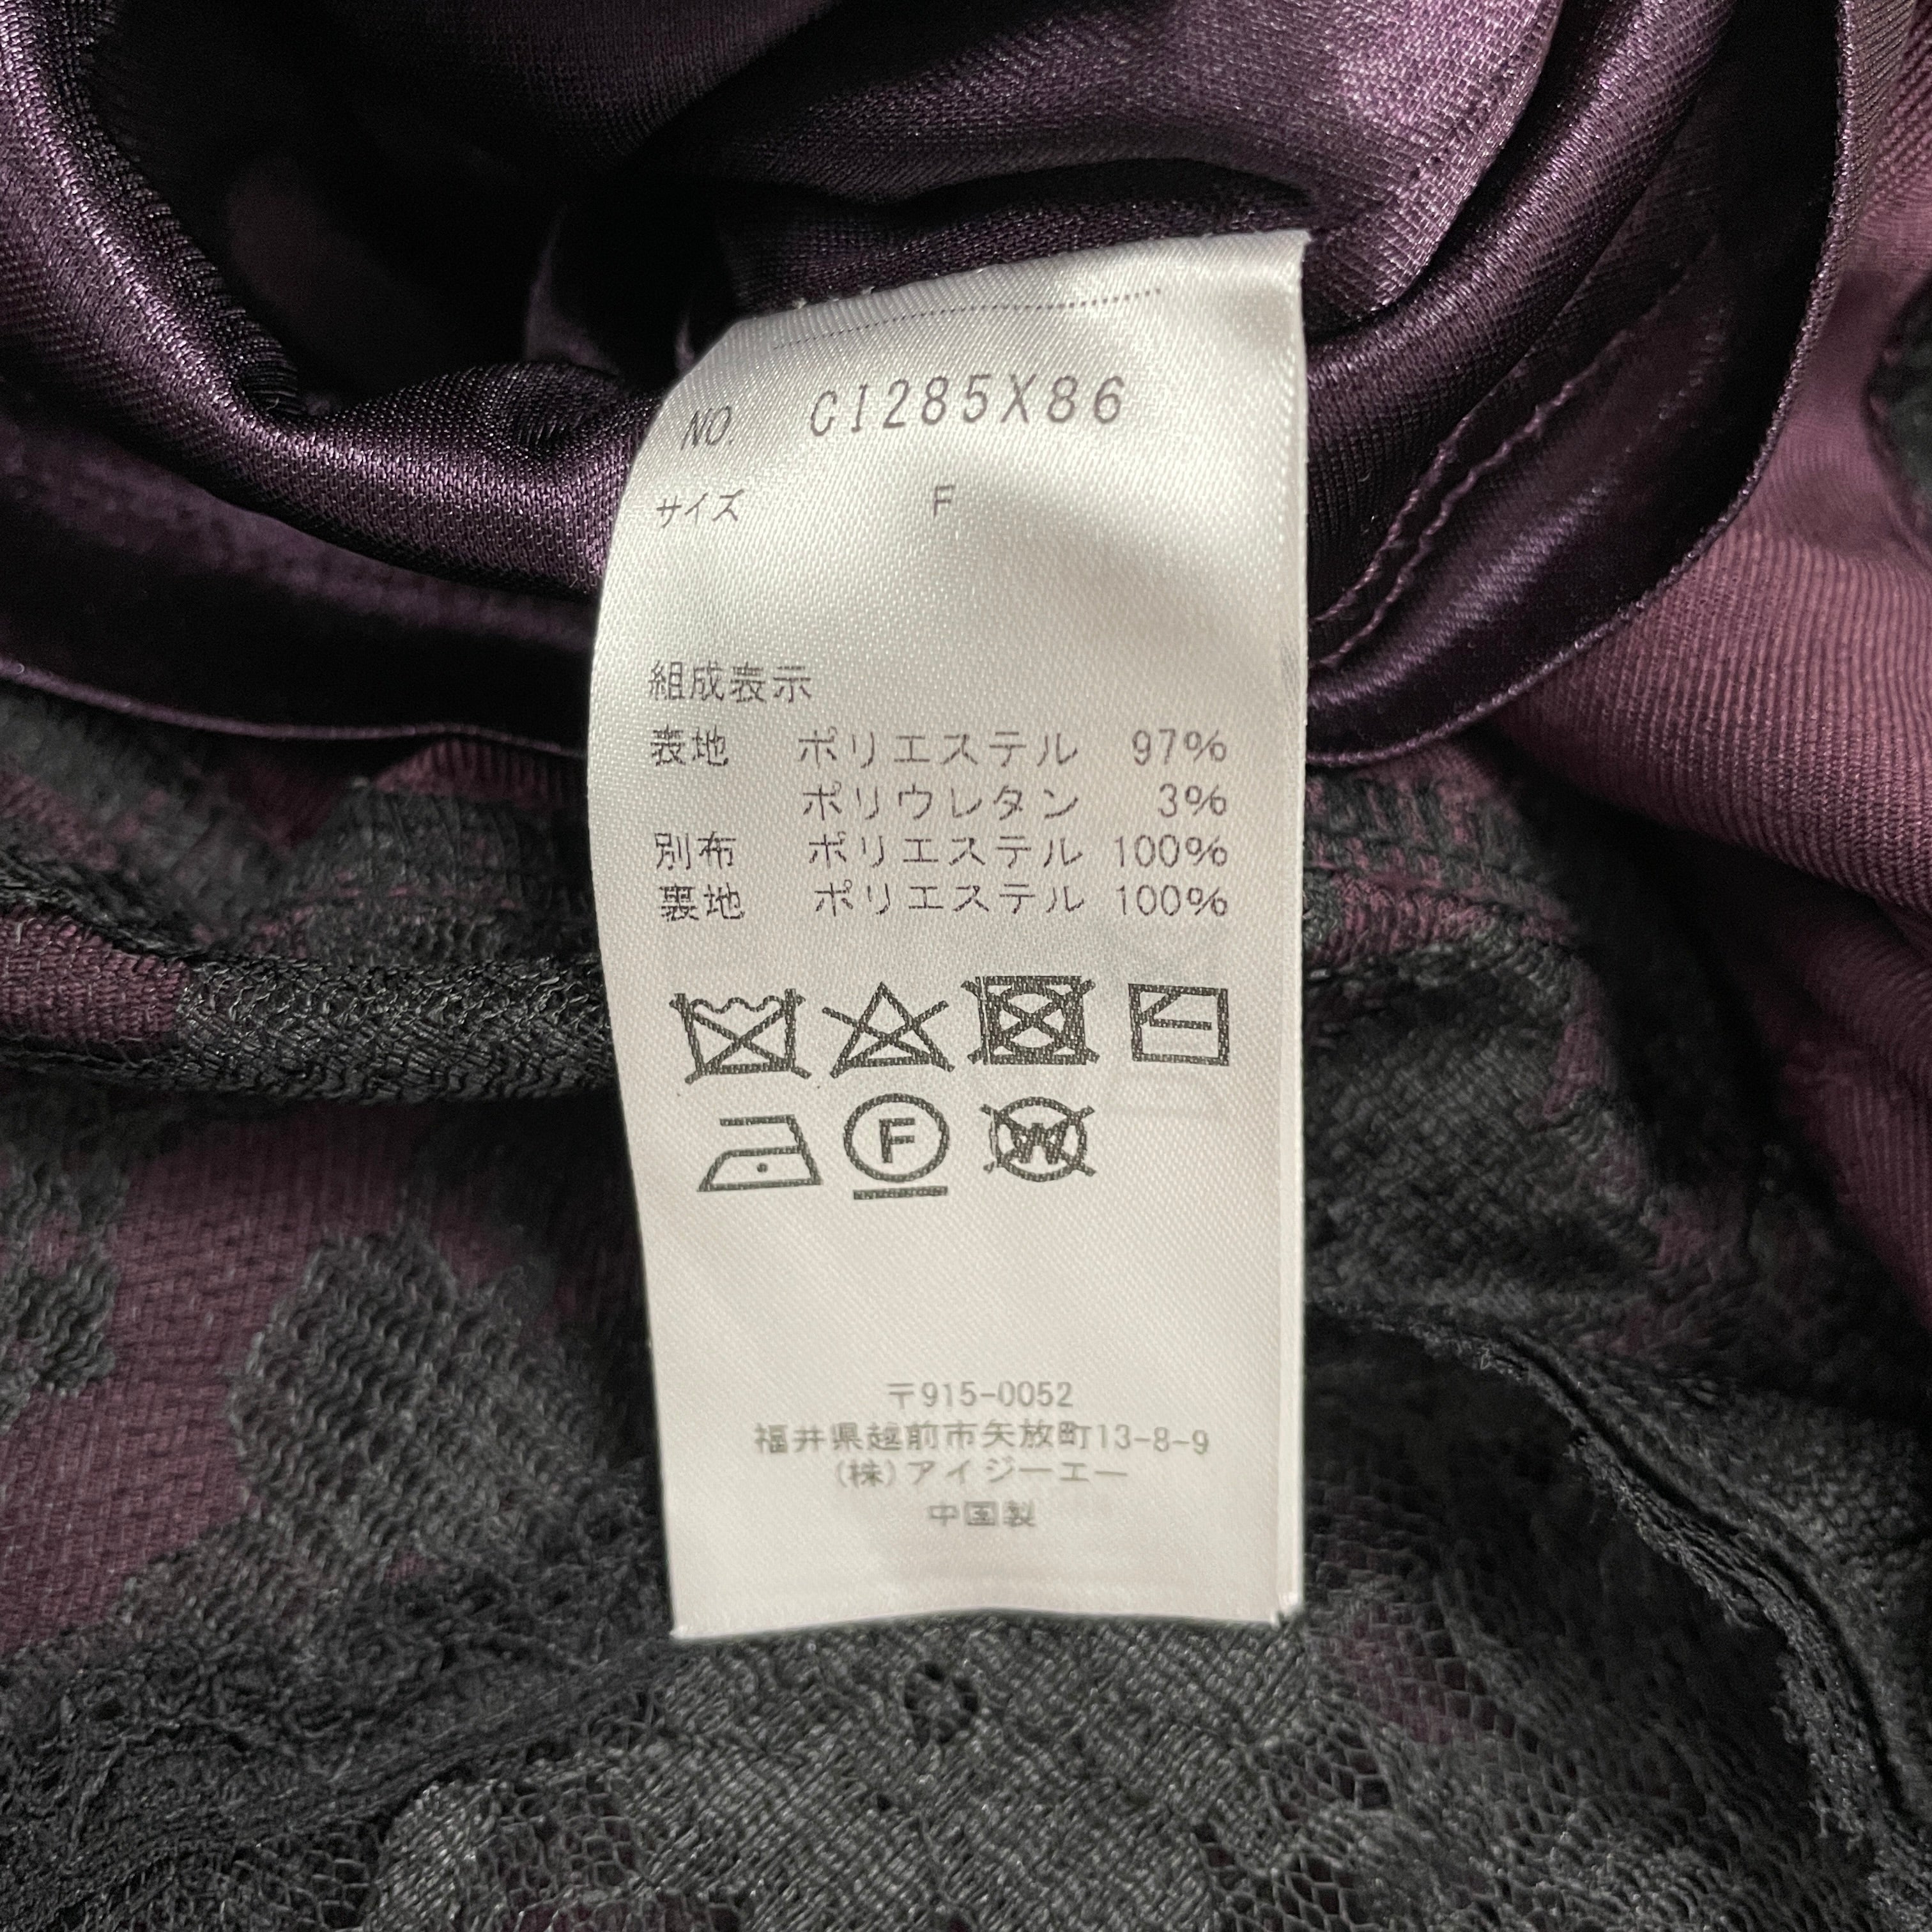 NO. CI285X86
サイズ F
組成表示
表地 ポリエステル 97%
ポリウレタン 3%
別布 ポリエステル 100%
裏地 ポリエステル 100%
F W
〒915-0052
福井県越前市矢放町13-8-9
(株)アイジーエー
中国製